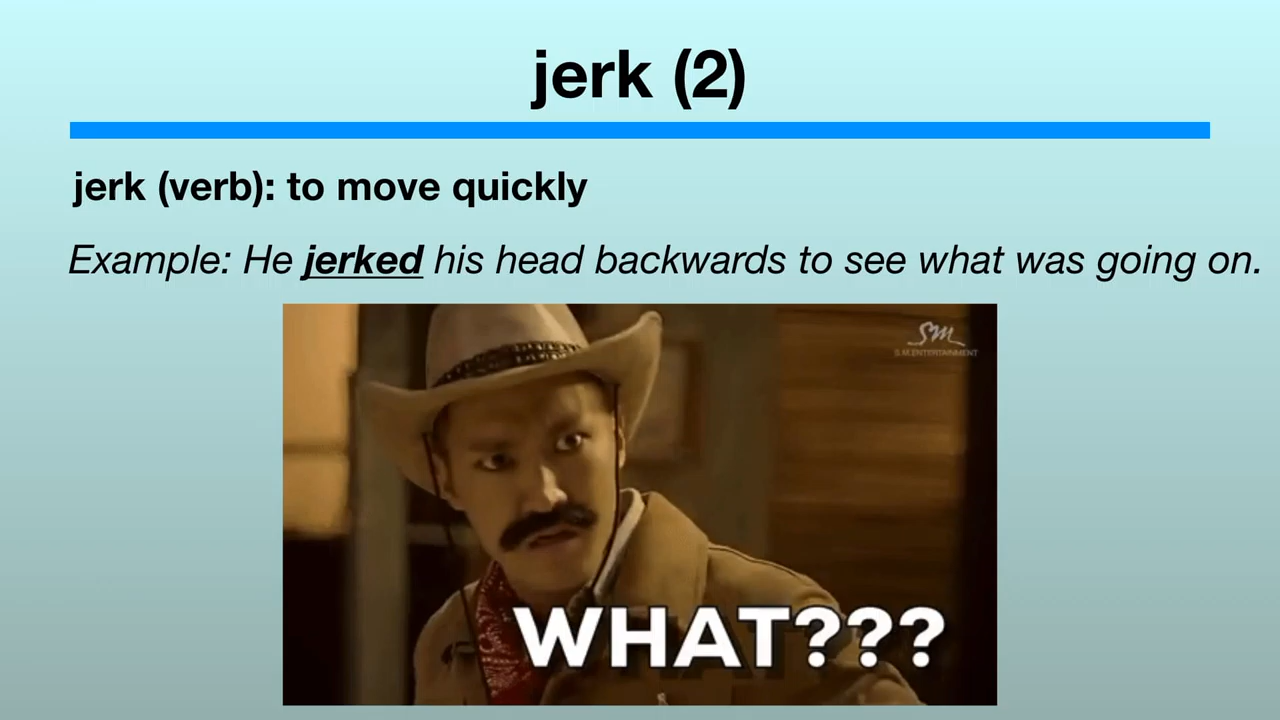 jerk (2)
jerk (verb): to move quickly
Example: He jerked his head backwards to see what was going on.
SM
S.M.ENTERTAINMENT
WHAT???